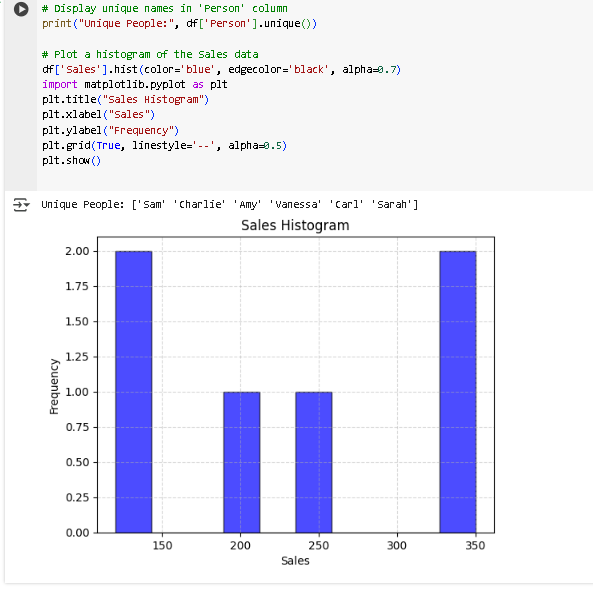 # Display unique names in 'Person' column
print("Unique People:", df['Person'].unique())
# Plot a histogram of the Sales data
df['Sales'].hist(color='blue', edgecolor='black', alpha=0.7)
import matplotlib.pyplot as plt
plt.title("Sales Histogram")
plt.xlabel("Sales")
plt.ylabel("Frequency")
plt.grid(True, linestyle='--', alpha=0.5)
plt.show()
Unique People: ['Sam' 'Charlie' 'Amy' 'Vanessa' 'Carl' 'Sarah']
Sales Histogram
2.00
1.75
1.50
1.25
1.00
0.75
0.50
0.25
0.00
Frequency
150 200 250 300 350
Sales